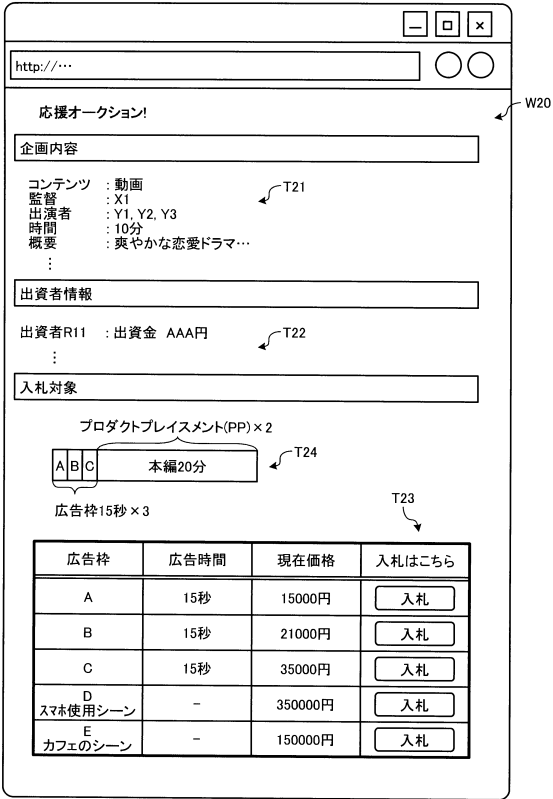 http://…
W20
応援オークション!
企画内容
コンテンツ : 動画
監督 : X1
出演者 : Y1, Y2, Y3
時間 : 10分
概要 : 爽やかな恋愛ドラマ…
T21
出資者情報
出資者R11 : 出資金 AAA円
T22
入札対象
プロダクトプレイスメント(PP)×2
A B C 本編20分
T24
広告枠15秒×3
T23
広告枠 広告時間 現在価格 入札はこちら
A 15秒 15000円 入札
B 15秒 21000円 入札
C 15秒 35000円 入札
D
スマホ使用シーン - 350000円 入札
E
カフェのシーン - 150000円 入札